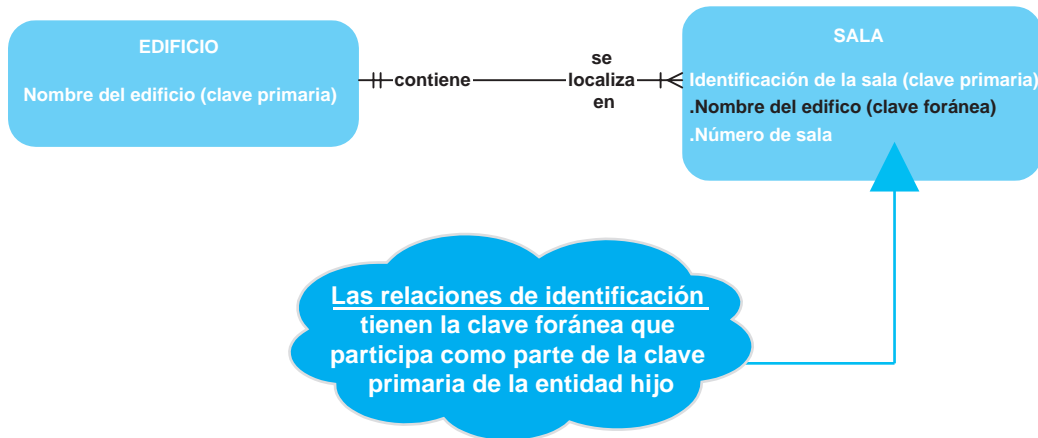 EDIFICIO
Nombre del edificio (clave primaria)
contiene
se
localiza
en
SALA
Identificación de la sala (clave primaria)
.Nombre del edifico (clave foránea)
.Número de sala
Las relaciones de identificación
tienen la clave foránea que
participa como parte de la clave
primaria de la entidad hijo